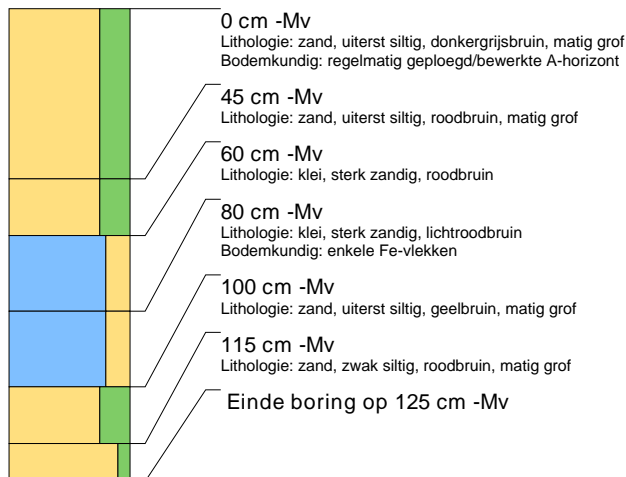 0 cm -Mv
Lithologie: zand, uiterst siltig, donkergrijsbruin, matig grof
Bodemkundig: regelmatig geploegd/bewerkte A-horizont
45 cm -Mv
Lithologie: zand, uiterst siltig, roodbruin, matig grof
60 cm -Mv
Lithologie: klei, sterk zandig, roodbruin
80 cm -Mv
Lithologie: klei, sterk zandig, lichtroodbruin
Bodemkundig: enkele Fe-vlekken
100 cm -Mv
Lithologie: zand, uiterst siltig, geelbruin, matig grof
115 cm -Mv
Lithologie: zand, zwak siltig, roodbruin, matig grof
Einde boring op 125 cm -Mv